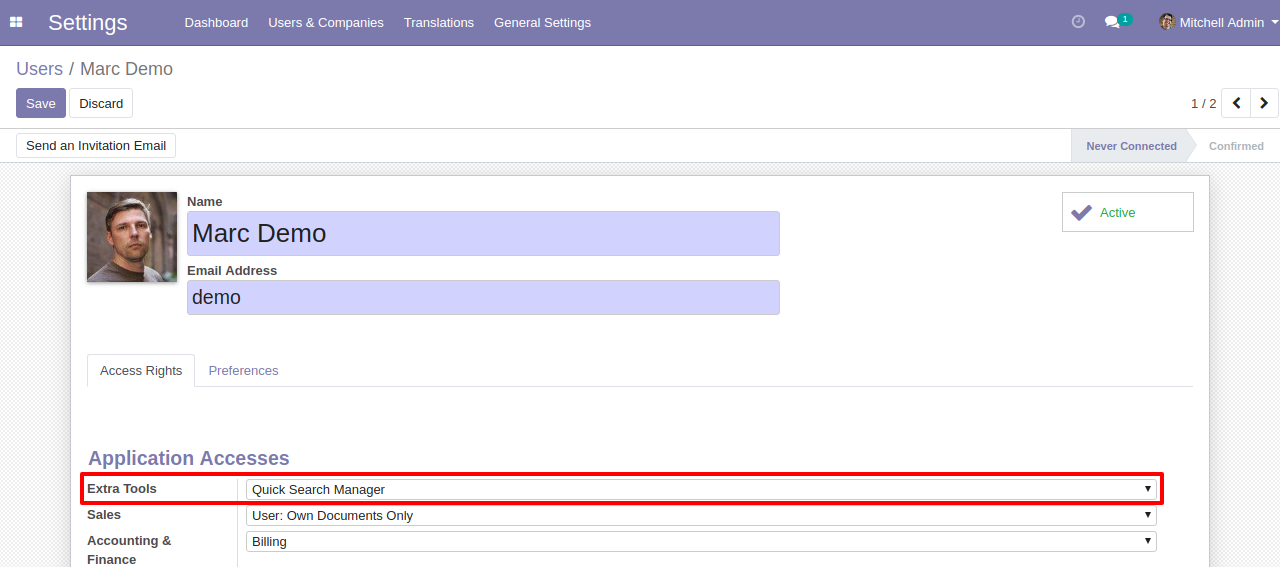 Settings Dashboard Users & Companies Translations General Settings 1 Mitchell Admin
Users / Marc Demo
Save Discard 1 / 2
Send an Invitation Email Never Connected Confirmed
Name
Marc Demo
Active
Email Address
demo
Access Rights Preferences
Application Accesses
Extra Tools Quick Search Manager
Sales User: Own Documents Only
Accounting & Billing
Finance